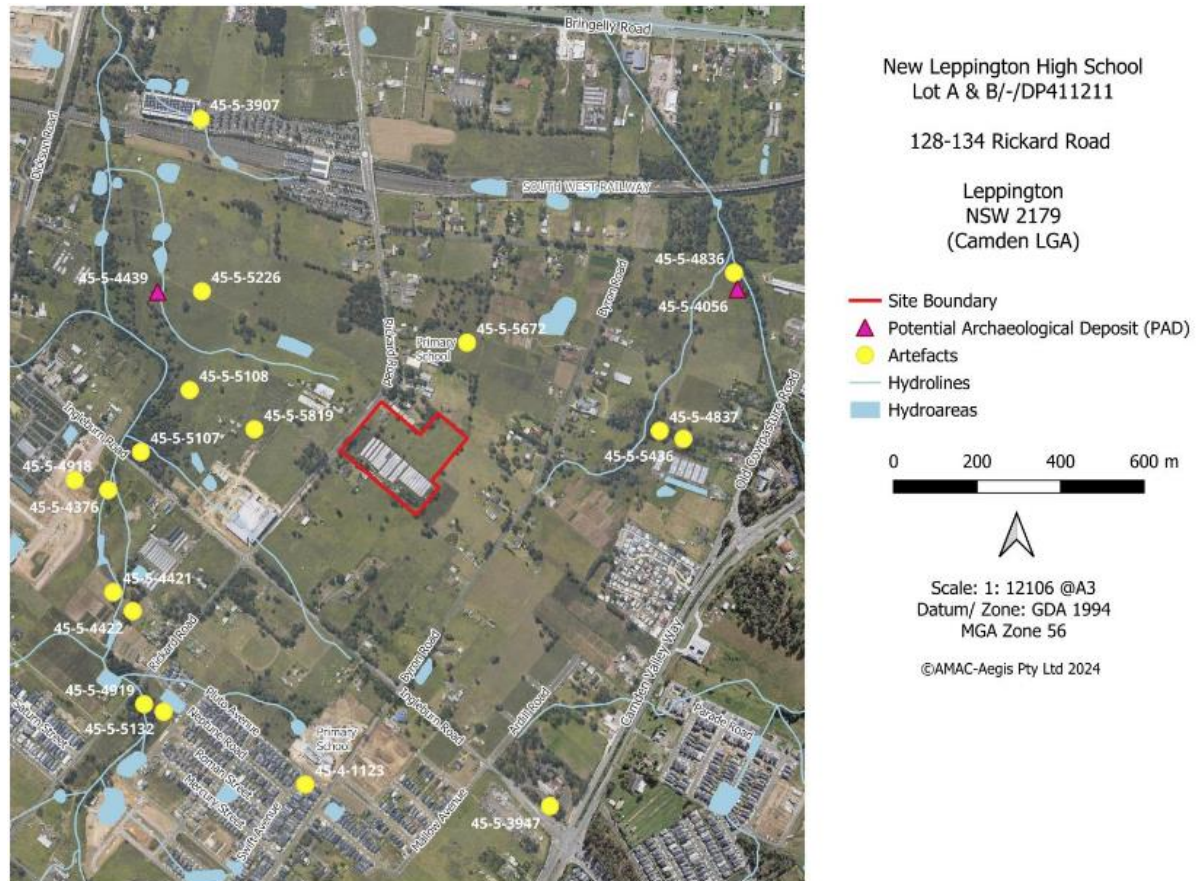 Bringelly Road
45-5-3907
Dickson Road
SOUTH WEST RAILWAY
45-5-4836
45-5-4439
45-5-5226
45-5-4056
Byron Road
45-5-5672
Primary
School
Rickard Road
45-5-5108
45-5-5819
45-5-4837
45-5-5436
Ingleburn Road
45-5-5107
45-5-4918
45-5-4376
Old Cowpasture Road
45-5-4421
45-5-4422
Rickard Road
Camden Valley Way
Byron Road
Ingleburn Road
45-5-4919
45-5-5132
Pluto Avenue
Neptune Road
Saturn Street
Roman Street
Mercury Street
Primary
School
45-4-1123
Swift Avenue
Mallow Avenue
Ardill Road
Parade Road
45-5-3947
New Leppington High School
Lot A & B/-/DP411211
128-134 Rickard Road
Leppington
NSW 2179
(Camden LGA)
Site Boundary
Potential Archaeological Deposit (PAD)
Artefacts
Hydrolines
Hydroareas
0 200 400 600 m
Scale: 1: 12106 @A3
Datum/ Zone: GDA 1994
MGA Zone 56
©AMAC-Aegis Pty Ltd 2024